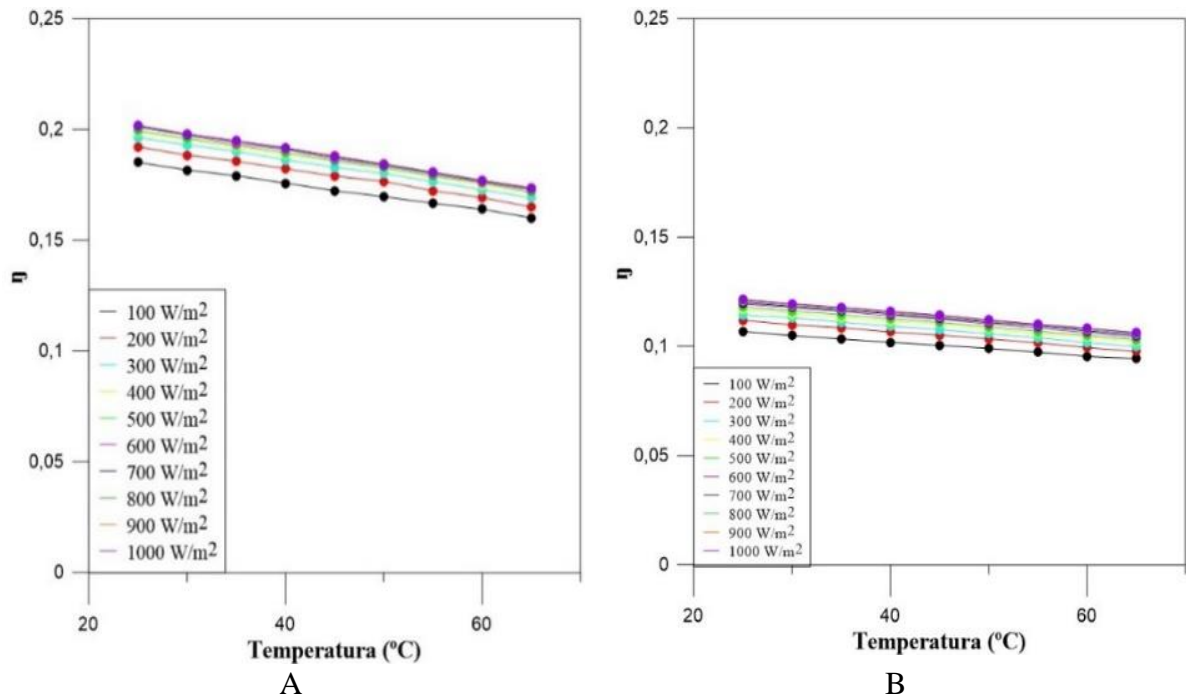 0,25
0,2
0,15
η
0,1
0,05
0
100 W/m2
200 W/m2
300 W/m2
400 W/m2
500 W/m2
600 W/m2
700 W/m2
800 W/m2
900 W/m2
1000 W/m2
20
40
60
Temperatura (ºC)
A
0,25
0,2
0,15
η
0,1
0,05
0
100 W/m2
200 W/m2
300 W/m2
400 W/m2
500 W/m2
600 W/m2
700 W/m2
800 W/m2
900 W/m2
1000 W/m2
20
40
60
Temperatura (ºC)
B